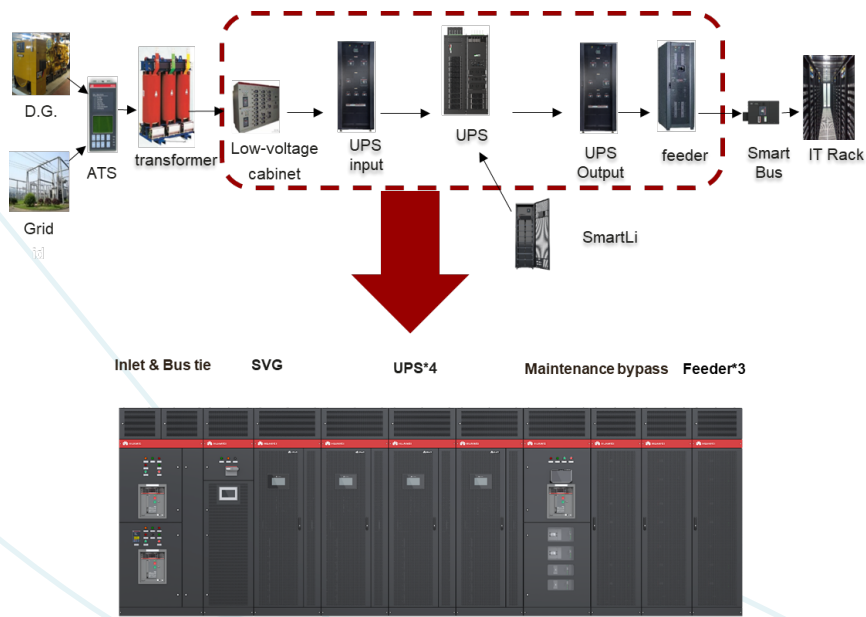 D.G.
Grid
ATS
transformer
Low-voltage
cabinet
UPS
input
UPS
SmartLi
UPS
Output
feeder
Smart
Bus
IT Rack
Inlet & Bus tie
SVG
UPS*4
Maintenance bypass
Feeder*3